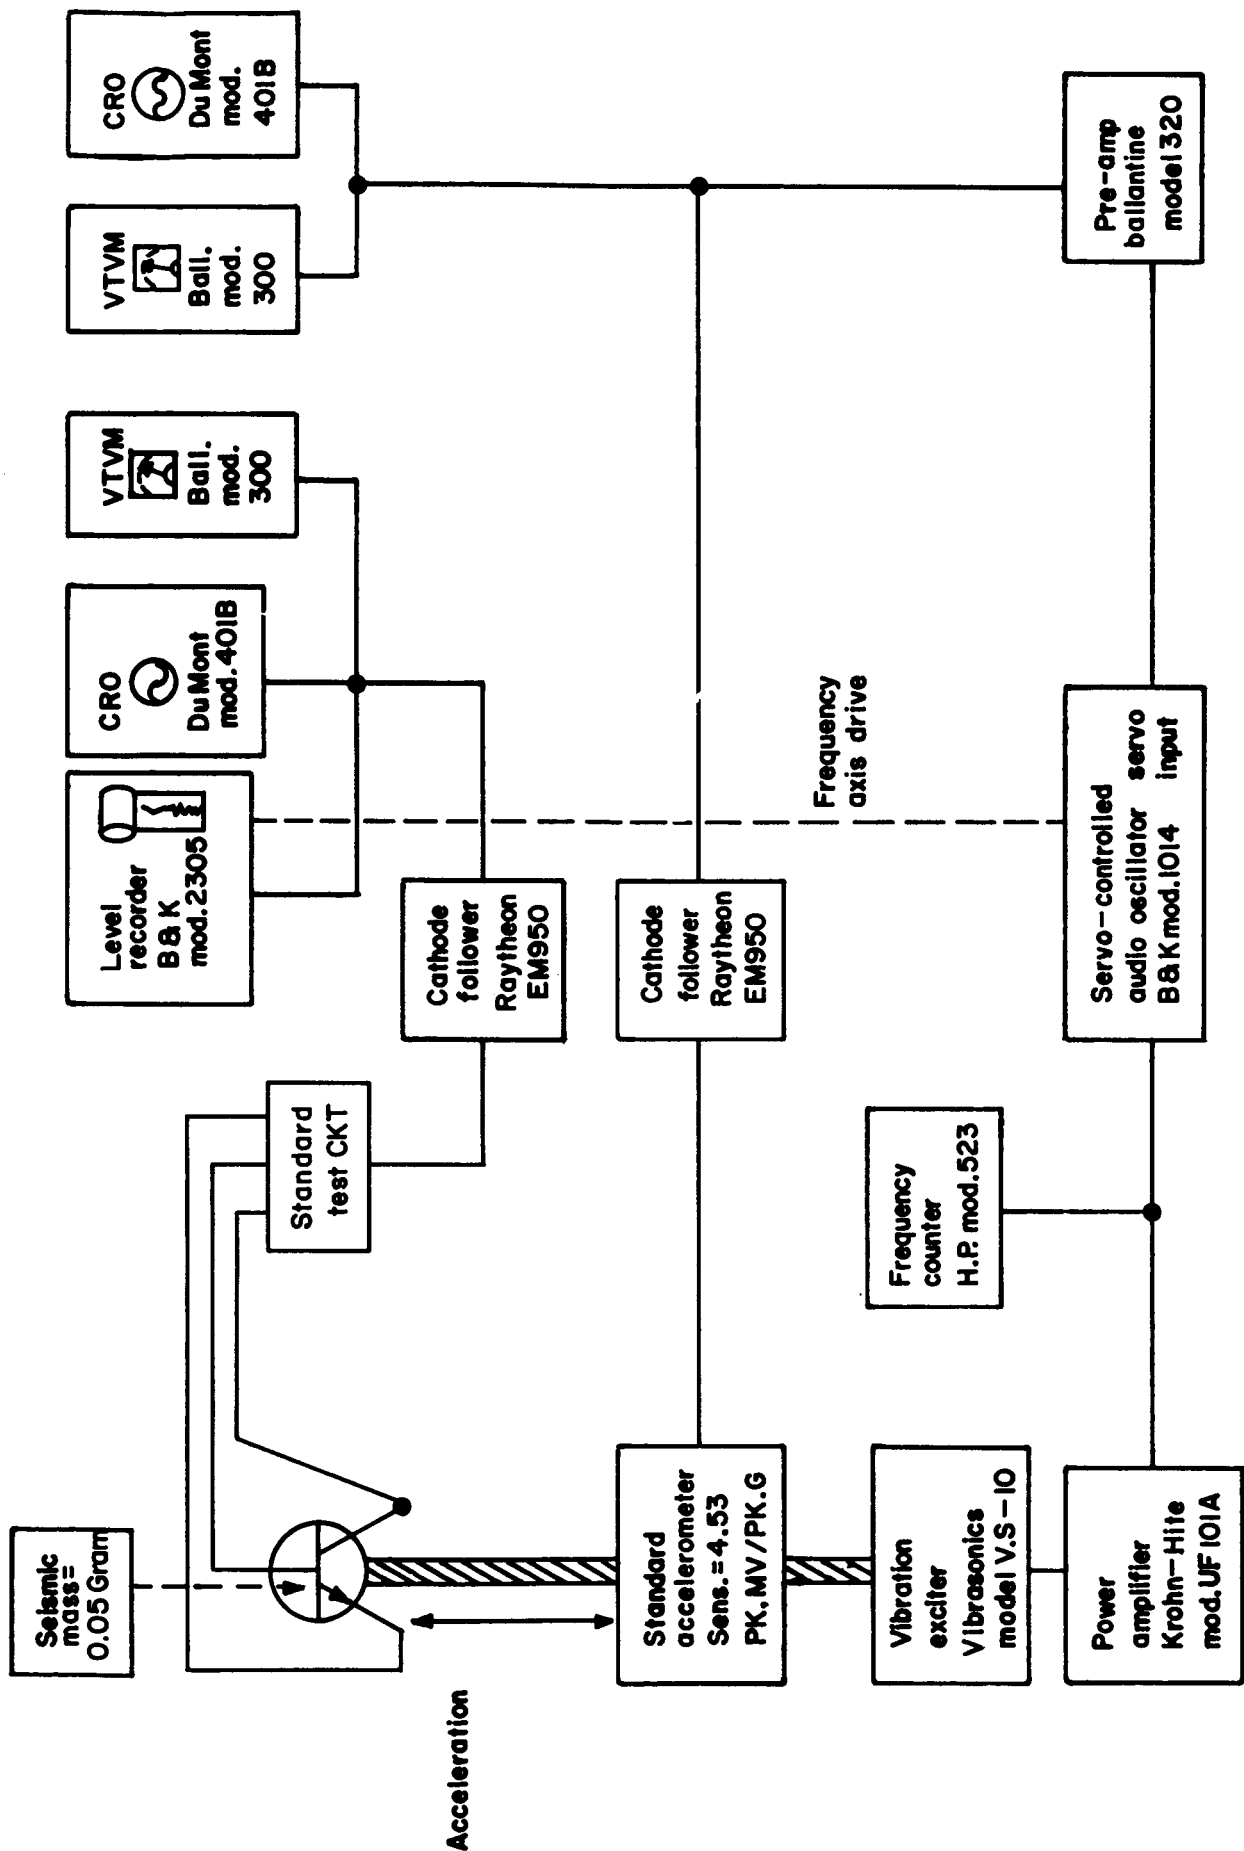 Seismic
mass=
0.05 Gram
Level
recorder
B&K
mod.2305
CRO
DuMont
mod.401B
VTVM
Ball.
mod.
300
VTVM
Ball.
mod.
300
CRO
Du Mont
mod.
401B
Standard
test CKT
Cathode
follower
Raytheon
EM950
Acceleration
Standard
accelerometer
Sens.=4.53
PK.MV/PK.G
Cathode
follower
Raytheon
EM950
Frequency
axis drive
Vibration
exciter
Vibrasonics
model V.S-10
Frequency
counter
H.P. mod.523
Power
amplifier
Krohn-Hite
mod.UF101A
Servo-controlled
audio oscillator servo
B&K mod.1014 input
Pre-amp
ballantine
model 320